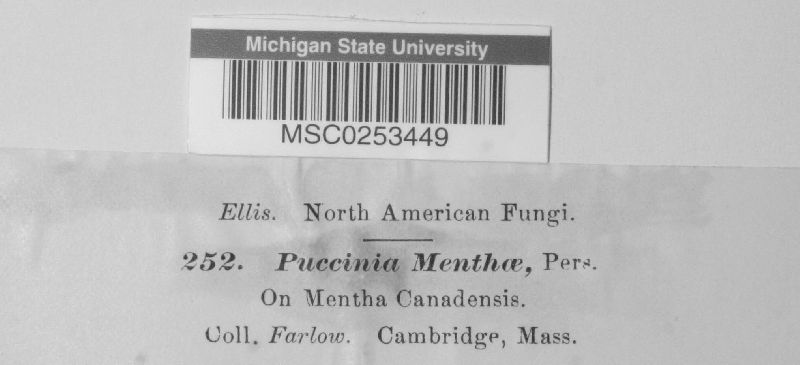 Michigan State University
MSC0253449
Ellis. North American Fungi.
252. Puccinia Menthæ, Pers.
On Mentha Canadensis.
Coll. Farlow. Cambridge, Mass.